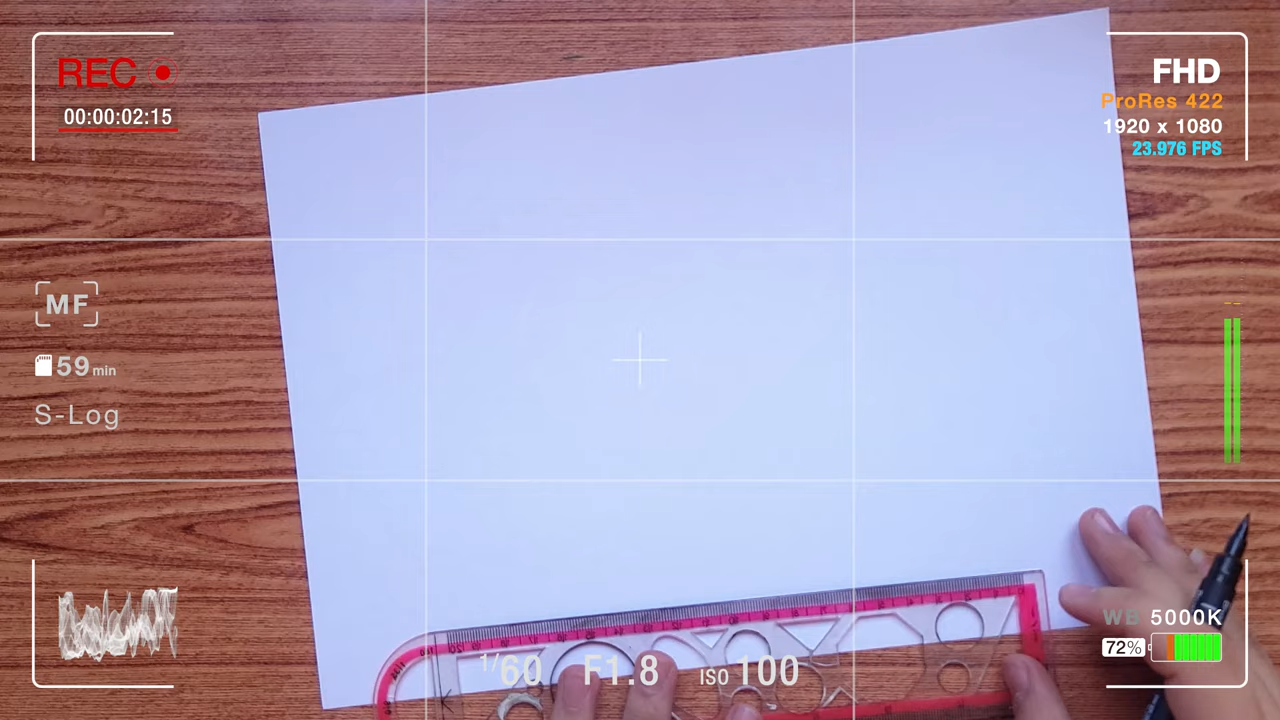 REC
00:00:02:15
FHD
ProRes 422
1920 x 1080
23.976 FPS
MF
59 min
S-Log
WB 5000K
72%
1/60 F1.8 ISO 100